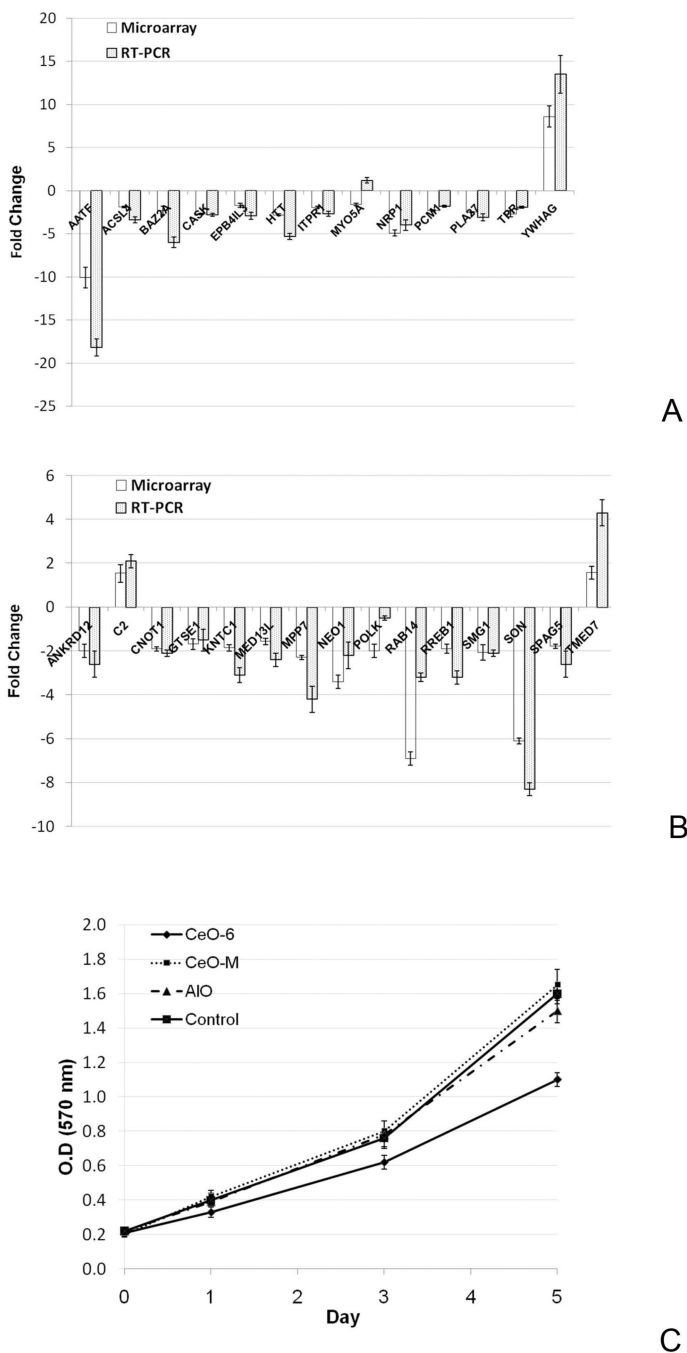 20
15
10
5
0
-5
-10
-15
-20
-25
Fold Change
Microarray
RT-PCR
AATF
ACSL4
BAZ2A
CASK
EPB4IL3
HTT
ITPR1
MYO5A
NRP1
PCM1
TPR
YWHAG
A
6
4
2
0
-2
-4
-6
-8
-10
Fold Change
Microarray
RT-PCR
ANKRD12
C2
CNOT1
GTSE1
KNTC1
MED13L
MPP7
NEO1
POLK
RAB14
RREB1
SMG1
SON
SPAG5
TMED7
B
2.0
1.8
1.6
1.4
1.2
1.0
0.8
0.6
0.4
0.2
0.0
O.D (570 nm)
CeO-6
CeO-M
AlO
Control
0
1
2
3
4
5
Day
C